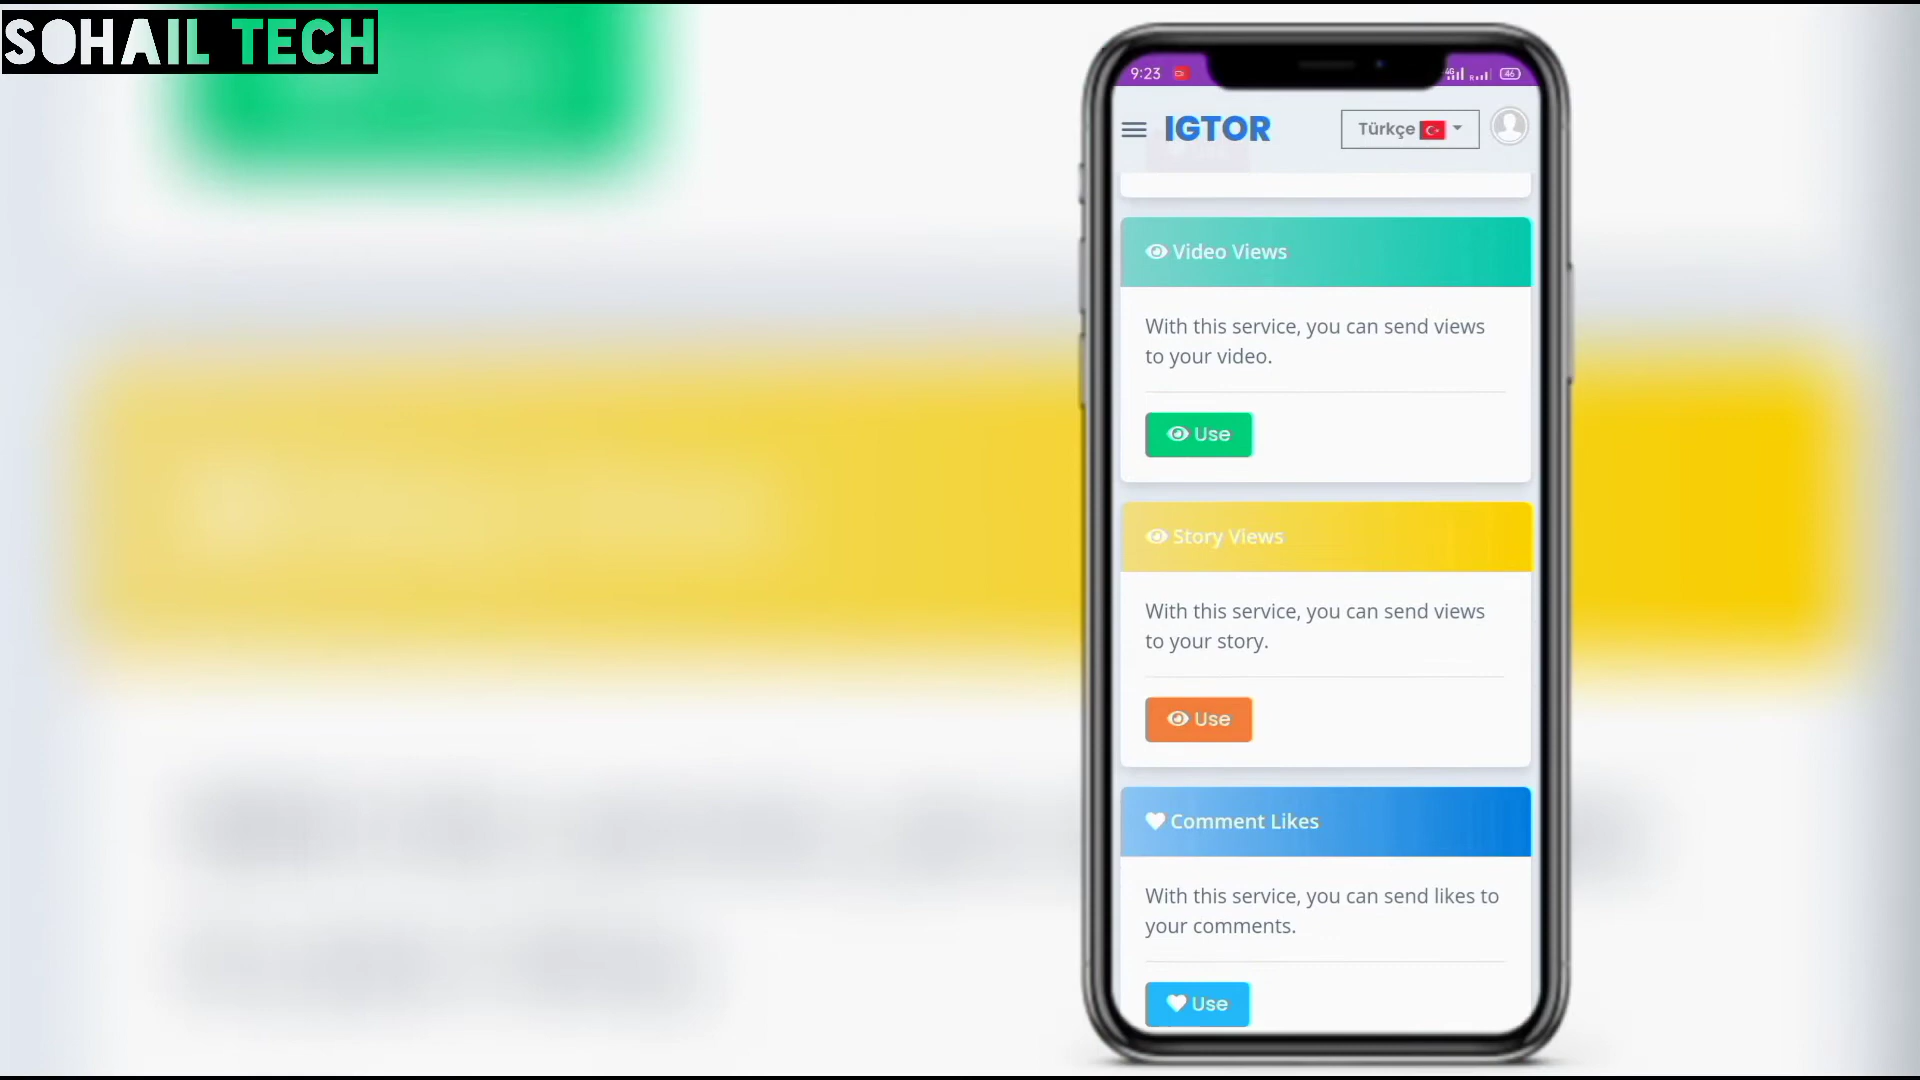 SOHAIL TECH
9:23
4G
R
46
IGTOR
Türkçe
Video Views
With this service, you can send views
to your video.
Use
Story Views
With this service, you can send views
to your story.
Use
Comment Likes
With this service, you can send likes to
your comments.
Use